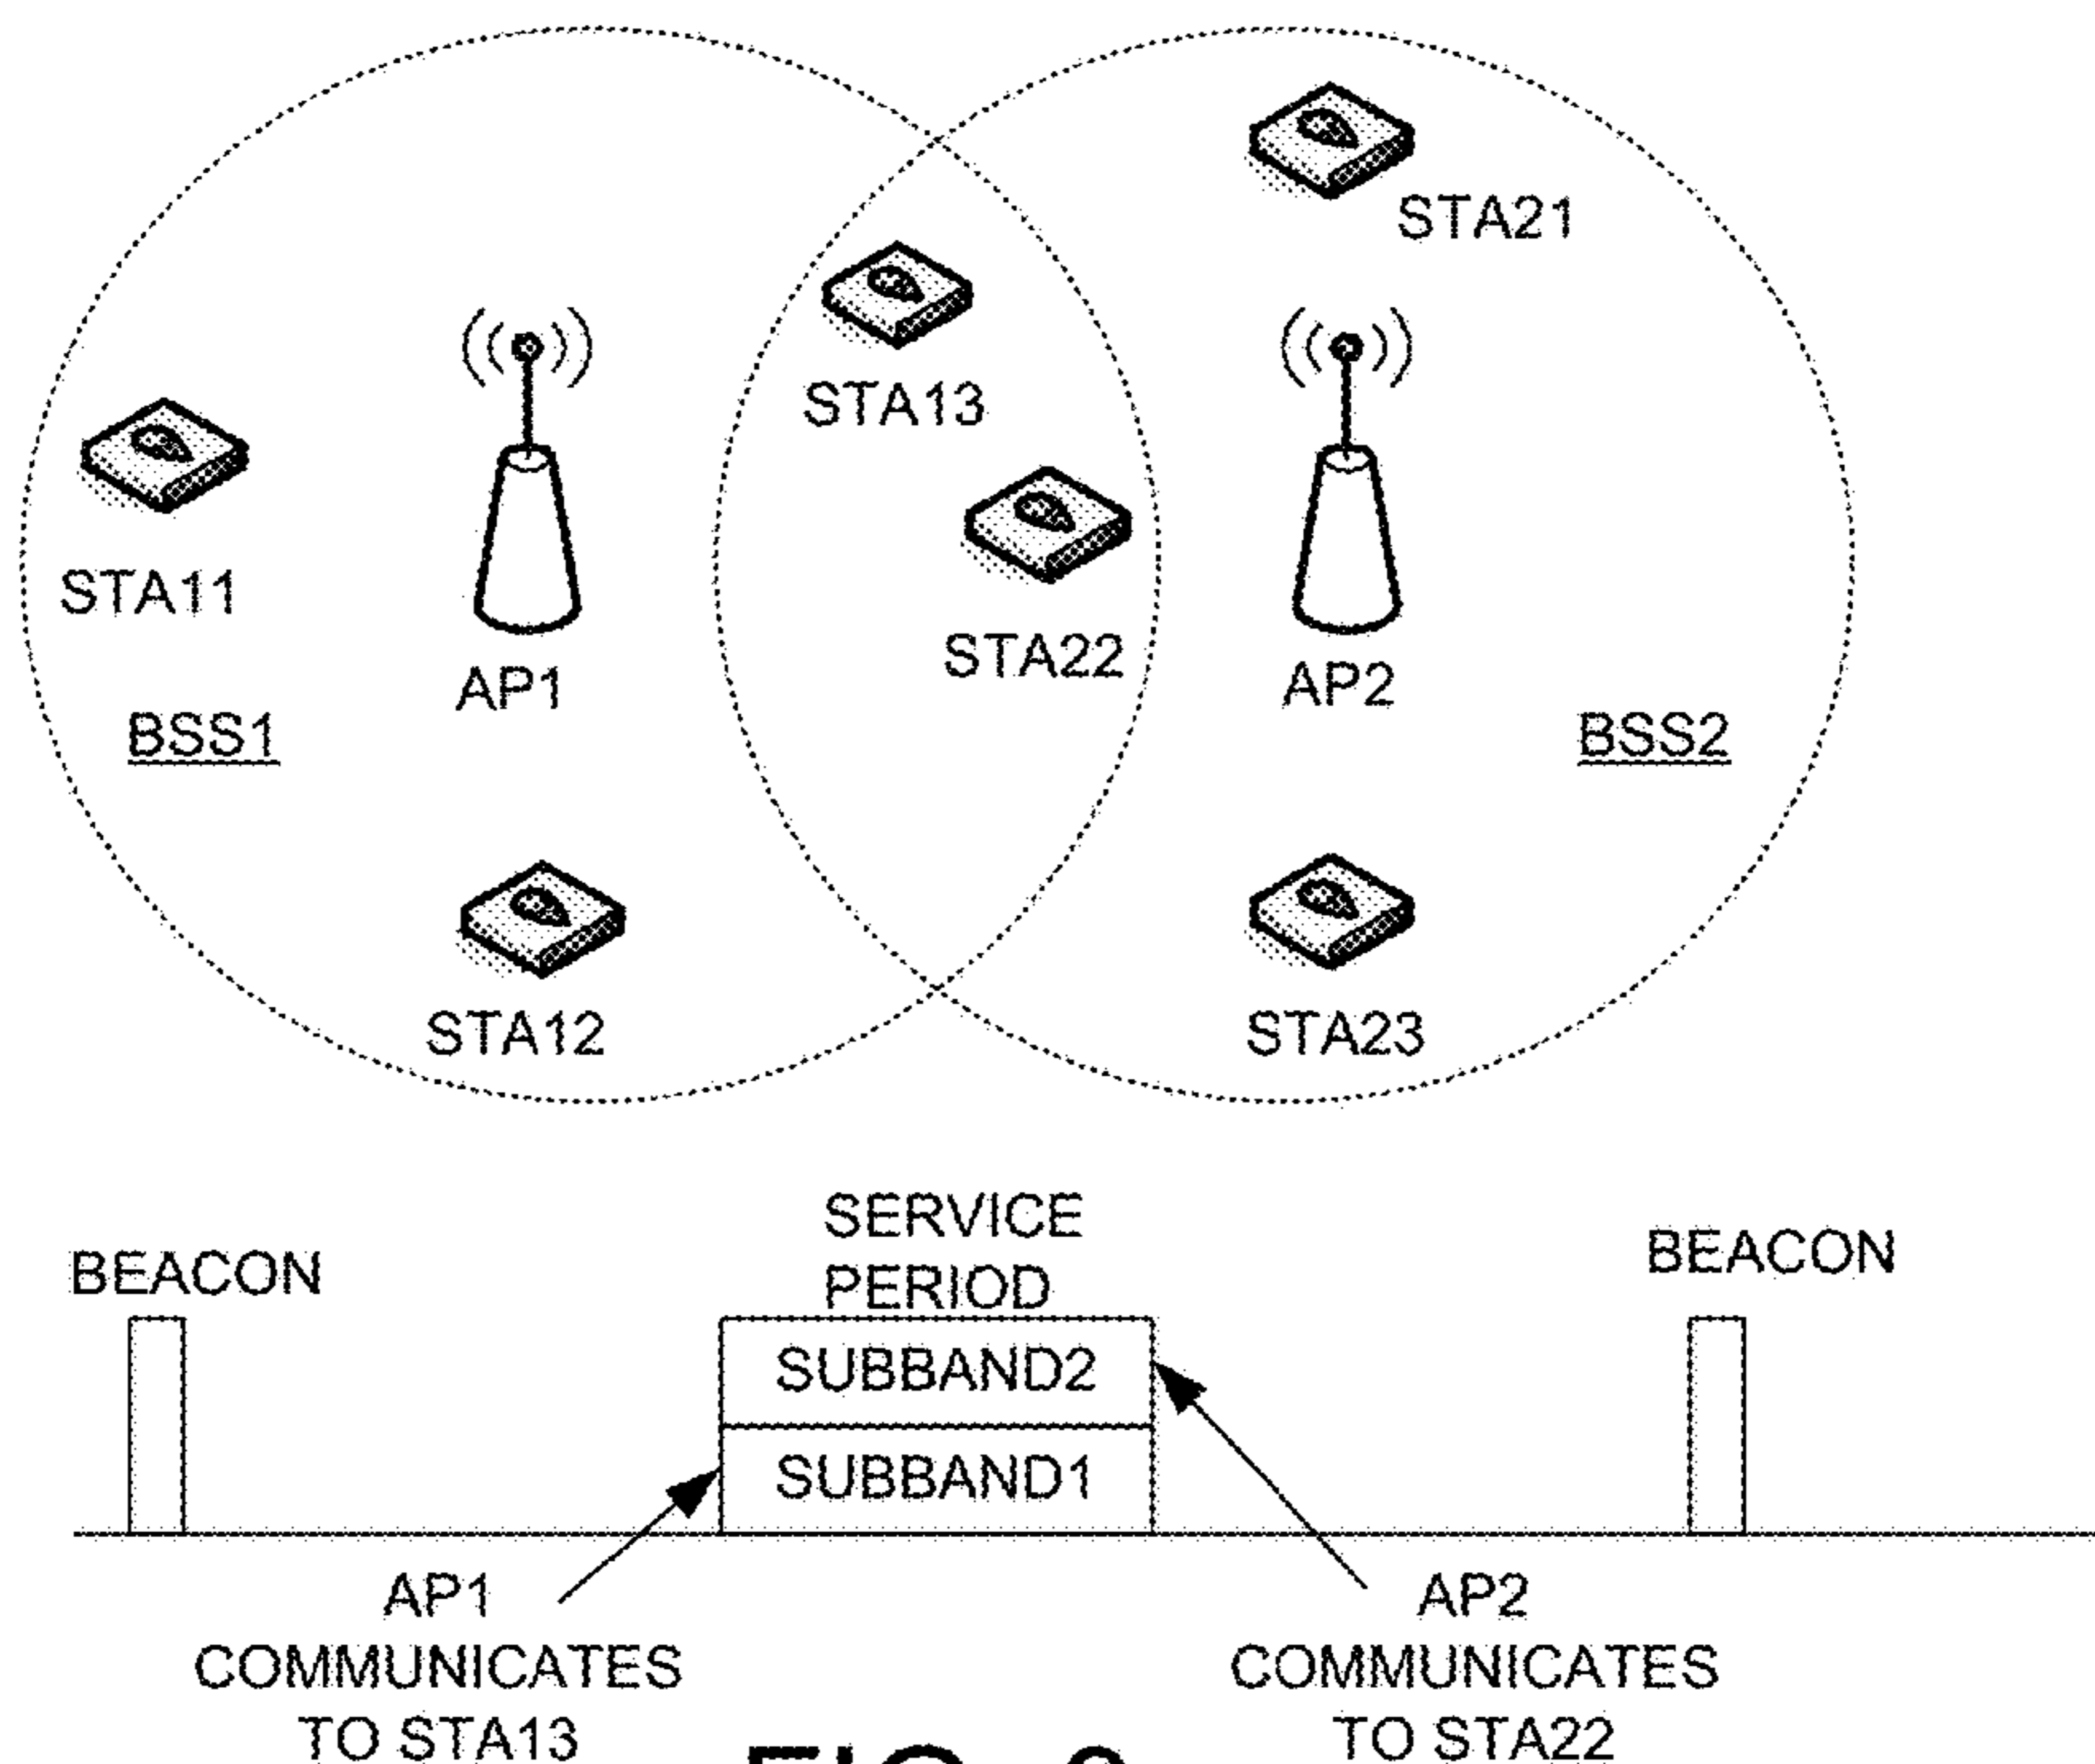 STA21
STA13
STA11
STA22
AP1
AP2
BSS1
BSS2
STA12
STA23
SERVICE
PERIOD
BEACON
BEACON
SUBBAND2
SUBBAND1
AP1
COMMUNICATES
TO STA13
AP2
COMMUNICATES
TO STA22
FIG.